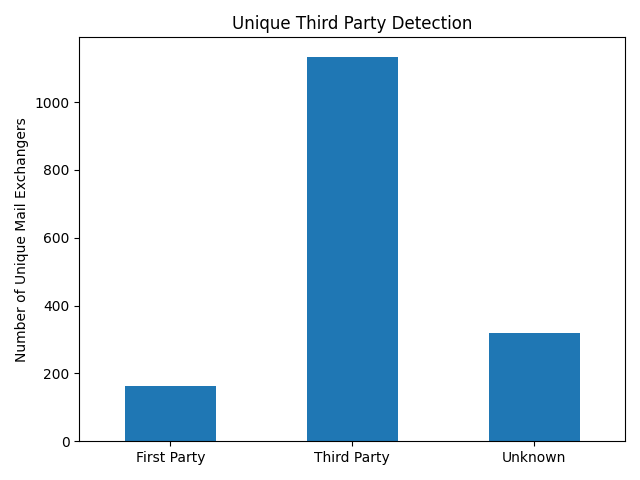 Unique Third Party Detection
Number of Unique Mail Exchangers
1000
800
600
400
200
0
First Party
Third Party
Unknown